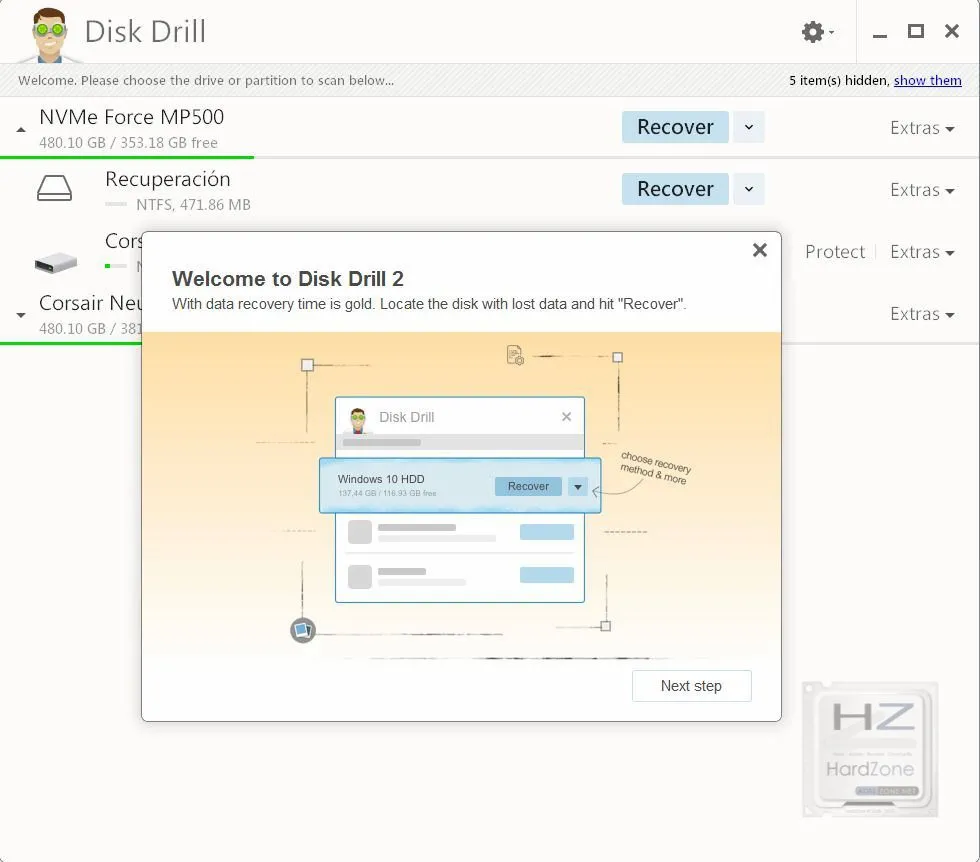 Disk Drill
Welcome. Please choose the drive or partition to scan below...
5 item(s) hidden, show them
NVMe Force MP500
480.10 GB / 353.18 GB free
Recover
Extras
Recuperación
NTFS, 471.86 MB
Recover
Extras
Protect
Extras
Corsair
480.10 GB /
Extras
Welcome to Disk Drill 2
With data recovery time is gold. Locate the disk with lost data and hit "Recover".
Disk Drill
Windows 10 HDD
137.44 GB / 116.93 GB free
Recover
choose recovery
method & more
Next step
HZ
HardZone